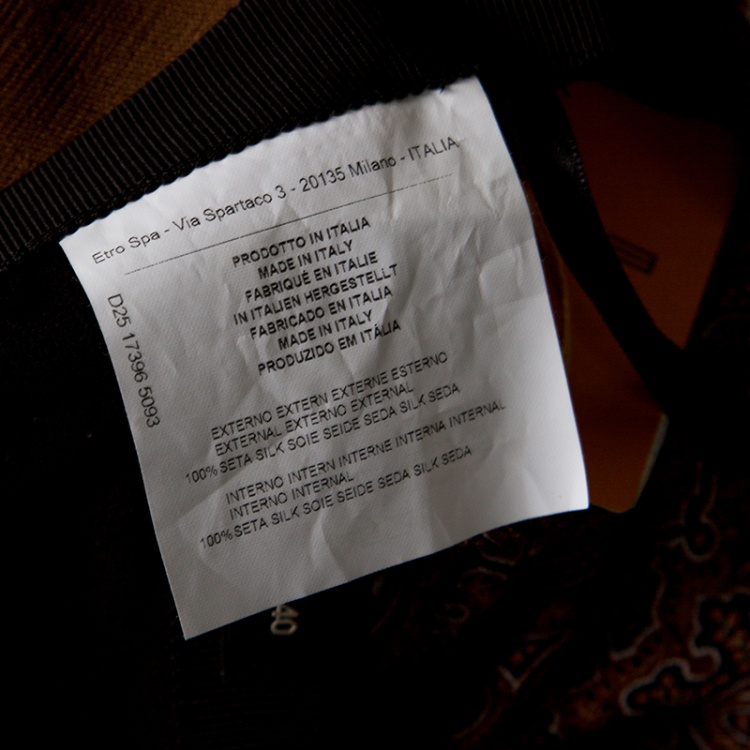 Etro Spa - Via Spartaco 3 - 20135 Milano - ITALIA
PRODOTTO IN ITALIA
MADE IN ITALY
FABRIQUÉ EN ITALIE
IN ITALIEN HERGESTELLT
FABRICADO EN ITALIA
MADE IN ITALY
PRODUZIDO EM ITÁLIA
D25 17396 5093
EXTERNO EXTERN EXTERNE ESTERNO
EXTERNAL EXTERNO EXTERNAL
100% SETA SILK SOIE SEIDE SEDA SILK SEDA
INTERNO INTERN INTERNE INTERNA INTERNAL
INTERNO INTERNAL
100% SETA SILK SOIE SEIDE SEDA SILK SEDA
40